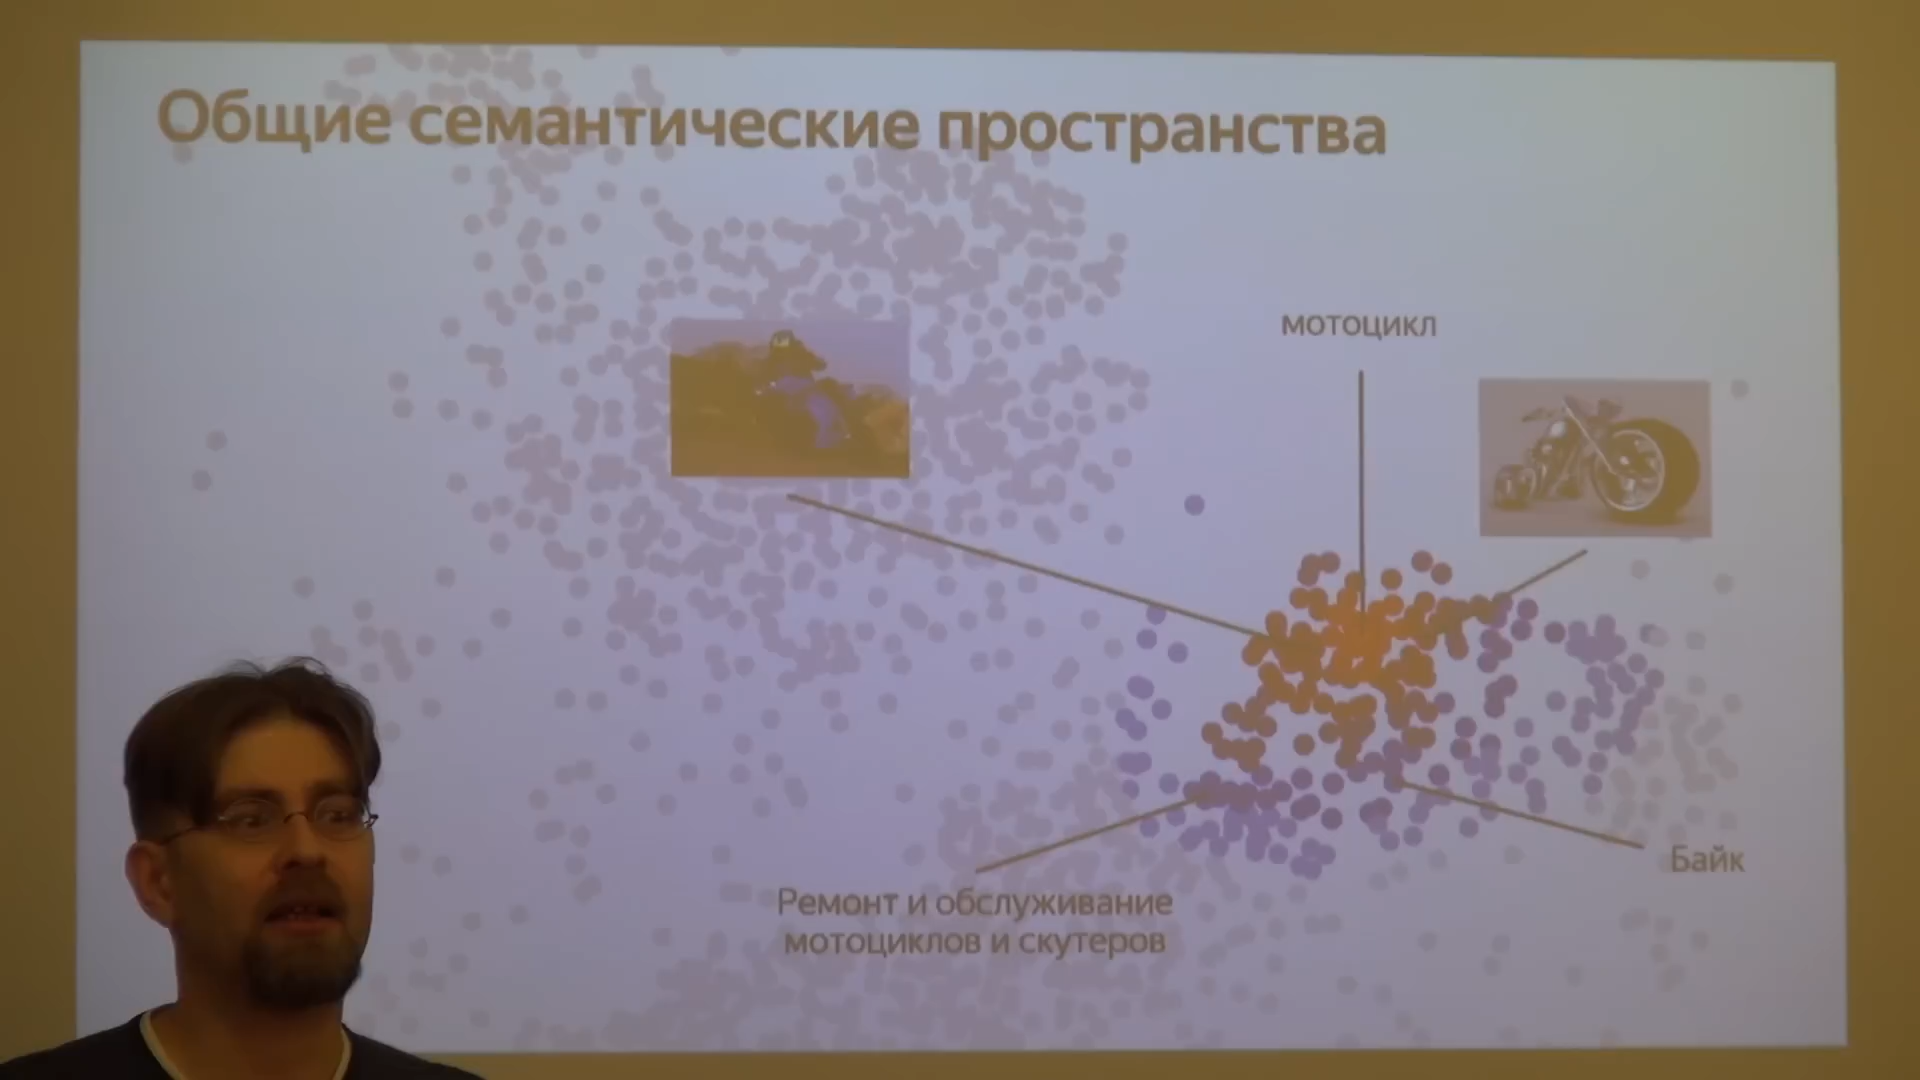 Общие семантические пространства
мотоцикл
Байк
Ремонт и обслуживание
мотоциклов и скутеров